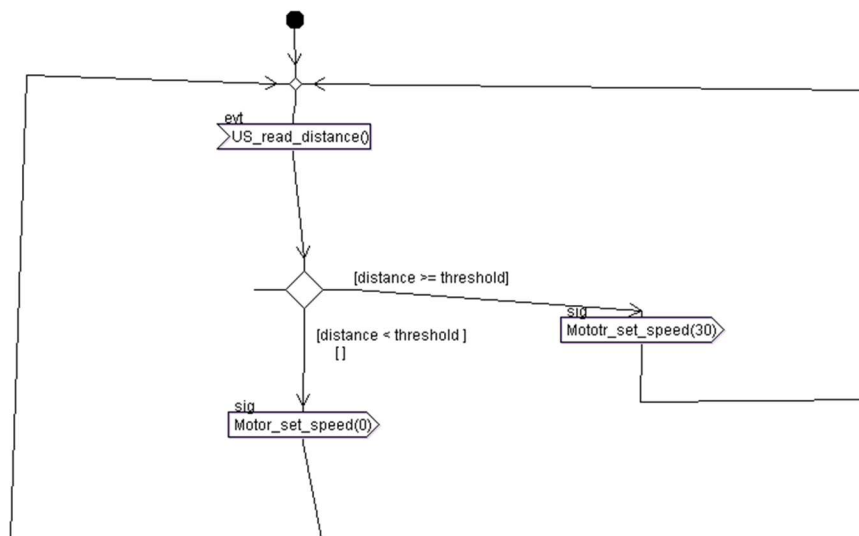 evt
US_read_distance()
[distance >= threshold]
sig
Mototr_set_speed(30)
[distance < threshold ]
[ ]
sig
Motor_set_speed(0)